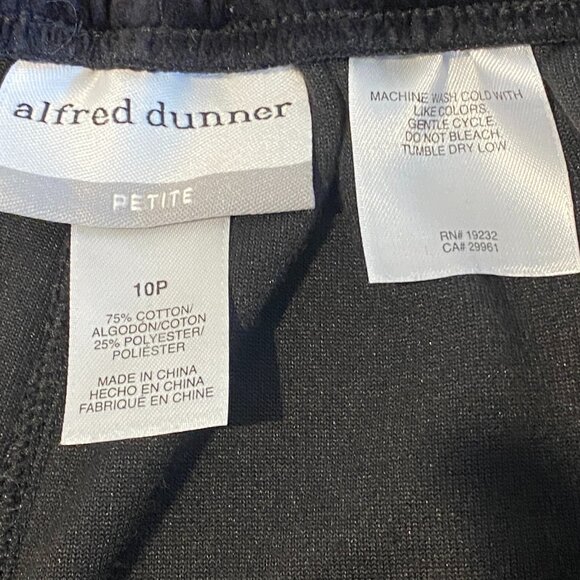 alfred dunner
PETITE
10P
75% COTTON/
ALGODÓN/COTON
25% POLYESTER/
POLIÉSTER
MADE IN CHINA
HECHO EN CHINA
FABRIQUÉ EN CHINE
MACHINE WASH COLD WITH
LIKE COLORS.
GENTLE CYCLE.
DO NOT BLEACH.
TUMBLE DRY LOW.
RN# 19232
CA# 29961